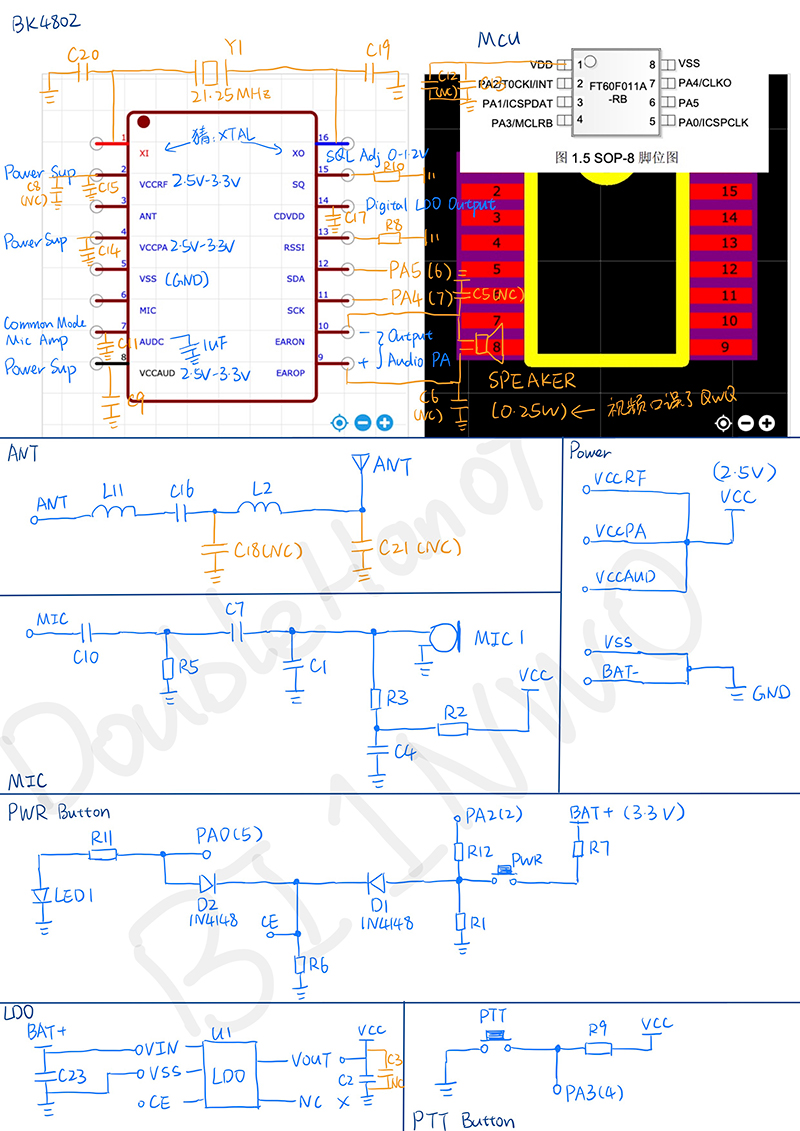 BK4802
C20
Y1
C19
21.25MHz
MCU
C12
(NC)
C13
VDD
1
8
VSS
PA2/T0CKI/INT
2
FT60F011A
-RB
7
PA4/CLKO
PA1/ICSPDAT
3
6
PA5
PA3/MCLRB
4
5
PA0/ICSPCLK
图 1.5 SOP-8 脚位图
1
XI
猜:XTAL
XO
16
SQL Adj 0-1.2V
Power Sup
2
VCCRF
2.5V-3.3V
SQ
15
R10
C8
(NC)
C15
3
ANT
CDVDD
14
C17
Digital LDO Output
Power Sup
4
VCCPA
2.5V-3.3V
RSSI
13
R8
C14
5
VSS
(GND)
SDA
12
PA5(6)
6
MIC
SCK
11
PA4(7)
C5(NC)
Common Mode
Mic Amp
7
AUDC
1uF
EARON
10
- Output
C11
Power Sup
8
VCCAUD
2.5V-3.3V
EAROP
9
+ Audio PA
C9
C6
(NC)
SPEAKER
(0.25W) ← 视频口误了QwQ
2
15
3
14
4
13
5
12
11
7
10
8
9
ANT
ANT
L11
C16
L2
ANT
C18(NC)
C21(NC)
Power
VCCRF
(2.5V)
VCC
VCCPA
VCCAUD
VSS
BAT-
GND
MIC
C10
R5
C7
C1
MIC1
R3
R2
VCC
C4
MIC
PWR Button
R11
PA0(5)
PA2(2)
BAT+ (3.3V)
R12
PWR
R7
LED1
D2
1N4148
D1
1N4148
CE
R1
R6
LDO
BAT+
U1
VCC
VIN
C23
VSS
LDO
VOUT
C2
C3
NC
CE
NC X
PTT
R9
VCC
PA3(4)
PTT Button
DoubleHan07
BI1NWO